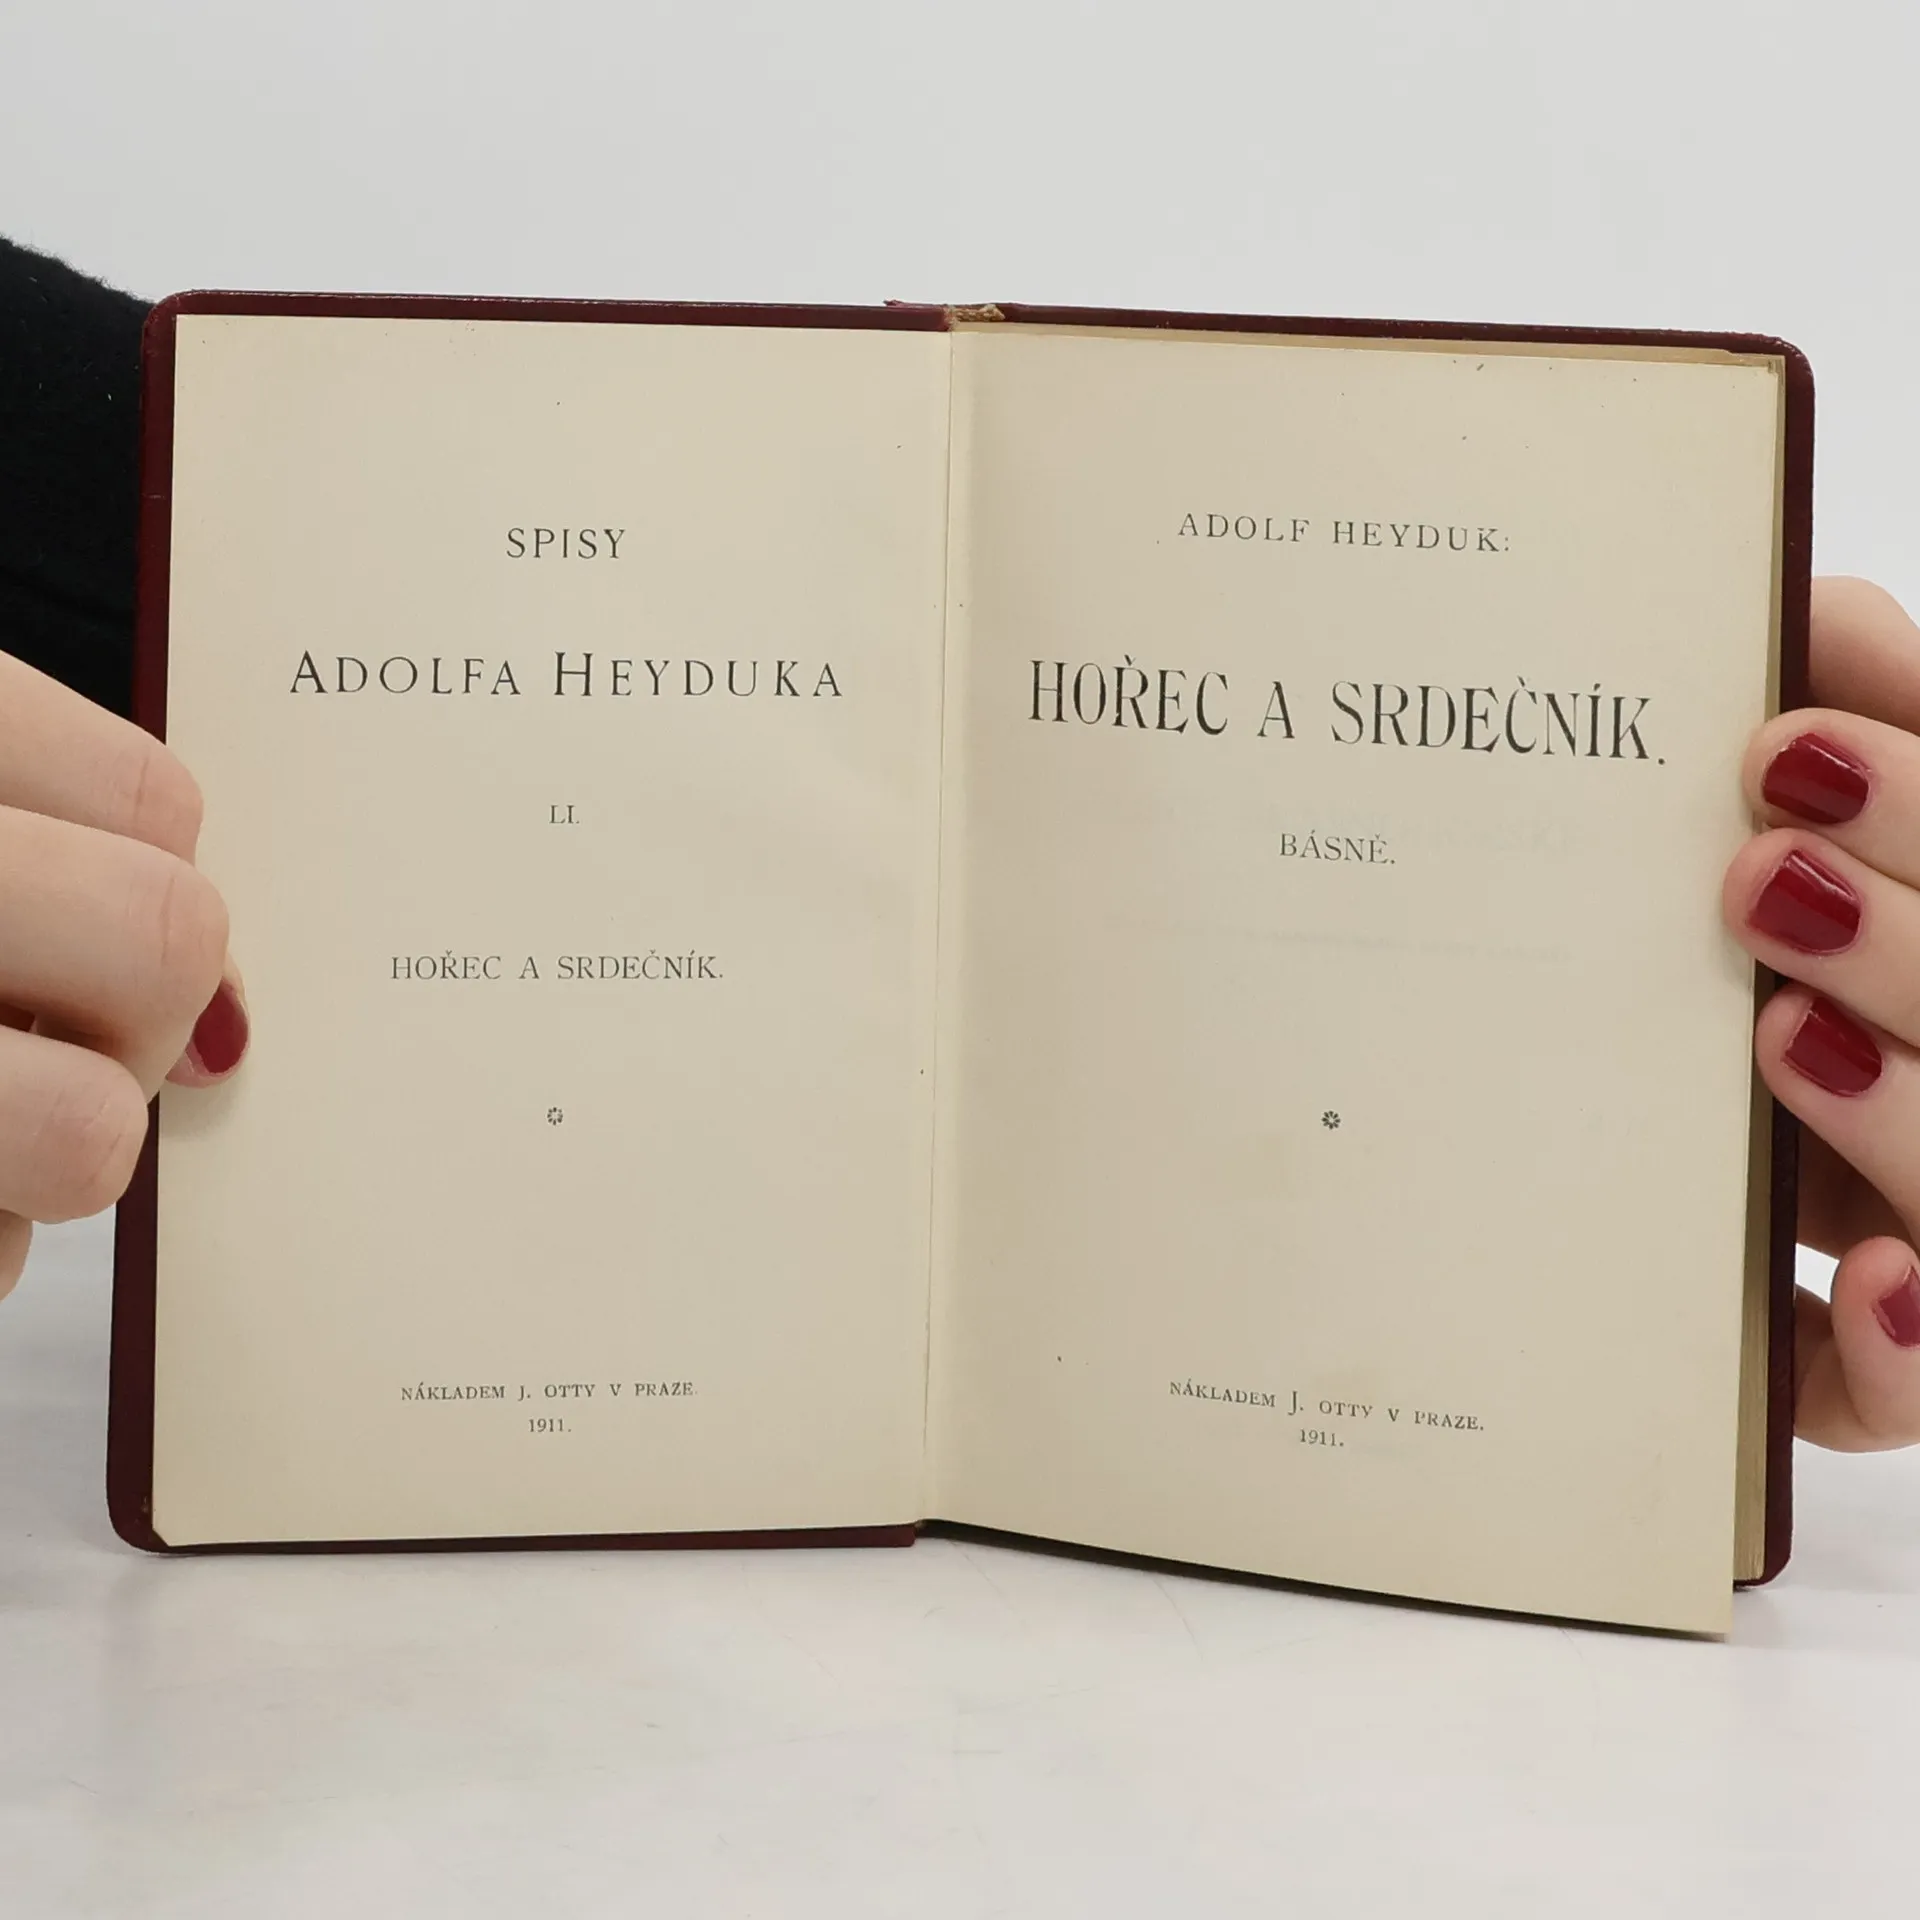 SPISY
ADOLFA HEYDUKA
LI.
HOŘEC A SRDEČNÍK.
NÁKLADEM J. OTTY V PRAZE.
1911.
ADOLF HEYDUK:
HOŘEC A SRDEČNÍK.
BÁSNĚ.
NÁKLADEM J. OTTY V PRAZE.
1911.